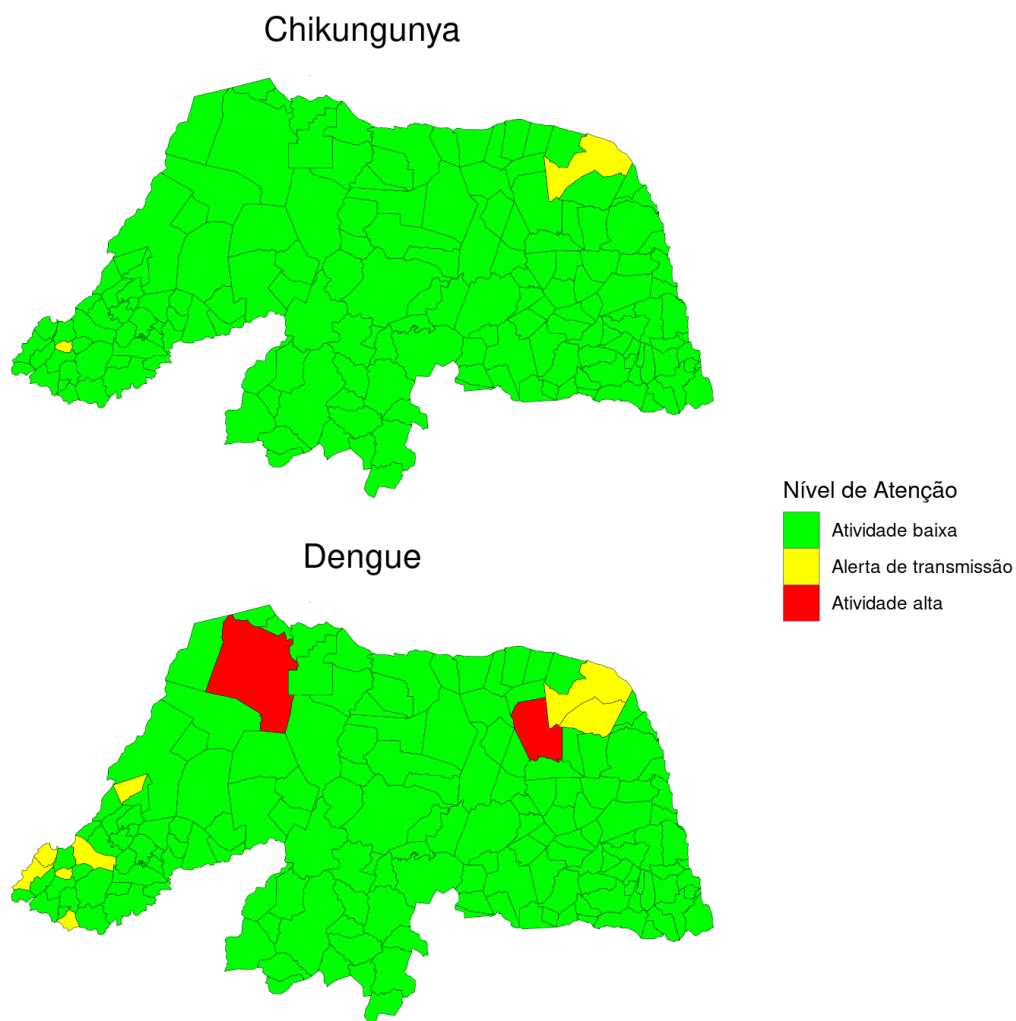 Chikungunya
Nível de Atenção
Atividade baixa
Alerta de transmissão
Atividade alta
Dengue